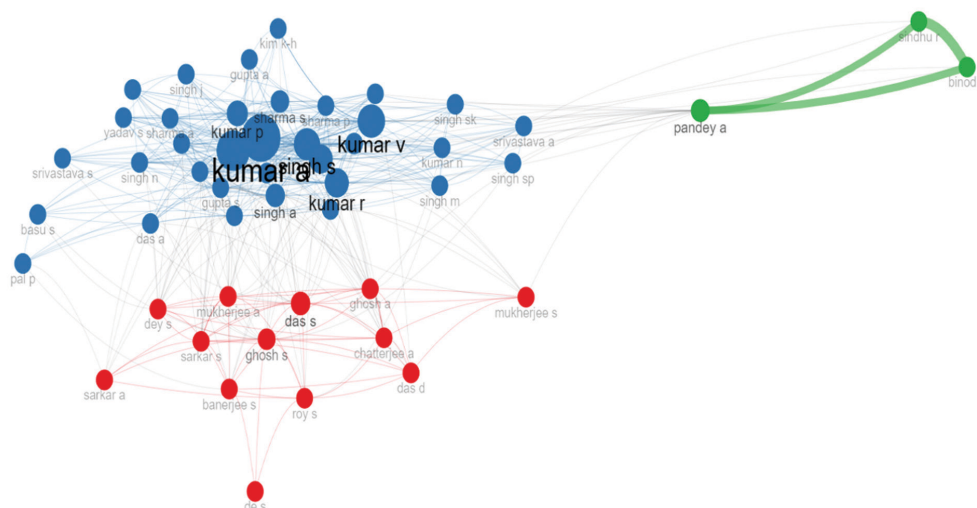 sindhu r
kim k-h
gupta a
binod
singh j
sharma s
sharma p
singh sk
pandey a
yadav s
sharma a
kumar p
kumar v
srivastava a
srivastava s
singh n
kumar a
singh s
kumar n
singh sp
gupta s
singh a
kumar r
singh m
basu s
das a
pal p
mukherjee a
ghosh a
mukherjee s
dey s
das s
sarkar s
ghosh s
chatterjee a
sarkar a
banerjee s
das d
roy s
de s